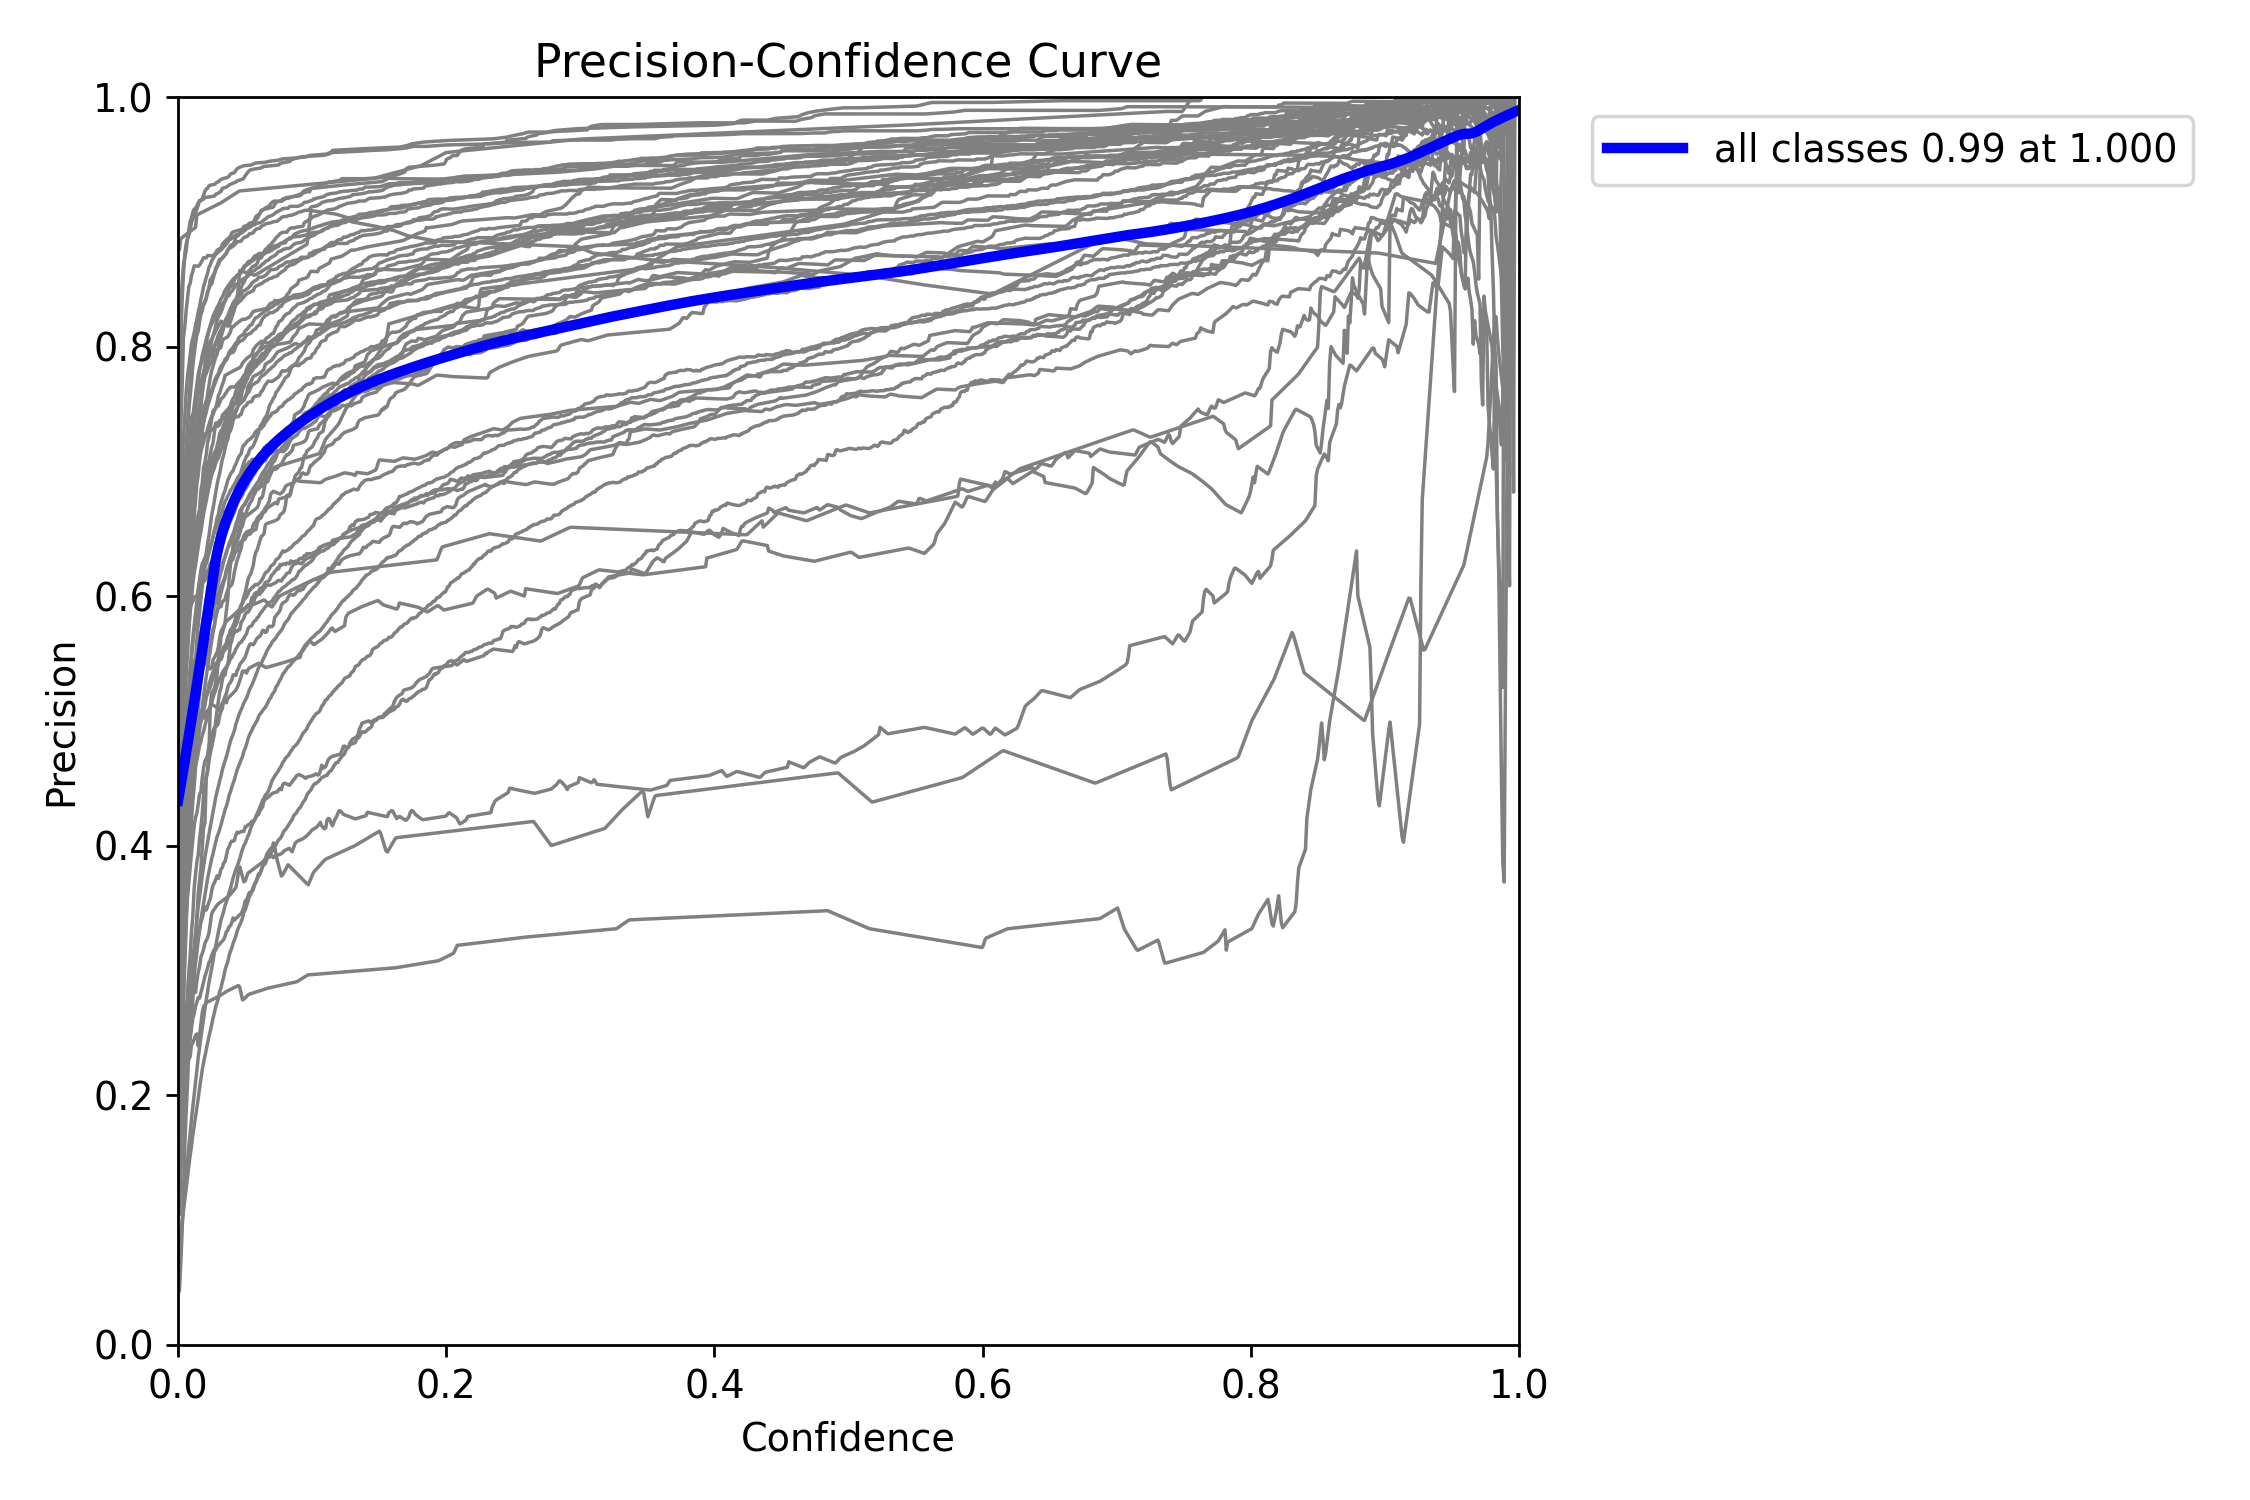 Precision-Confidence Curve
all classes 0.99 at 1.000
Precision
1.0
0.8
0.6
0.4
0.2
0.0
0.0 0.2 0.4 0.6 0.8 1.0
Confidence